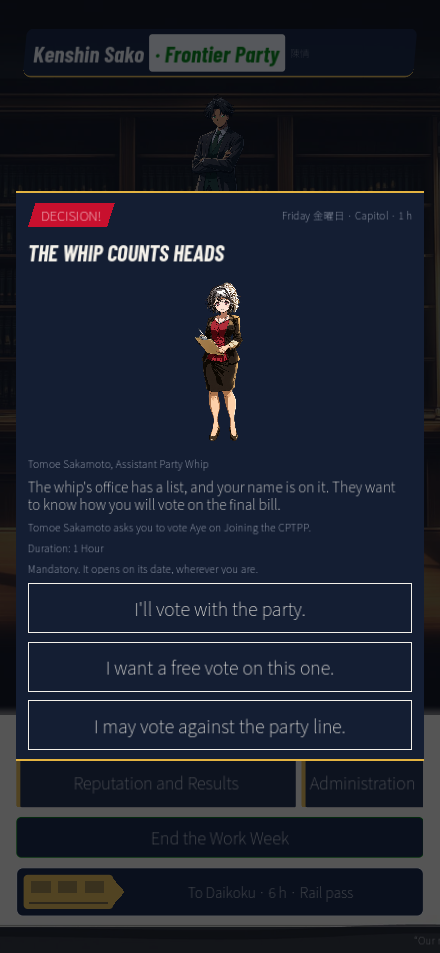 Kenshin Sako · Frontier Party
DECISION!
Friday 金曜日 · Capitol · 1 h
THE WHIP COUNTS HEADS
Tomoe Sakamoto, Assistant Party Whip
The whip's office has a list, and your name is on it. They want
to know how you will vote on the final bill.
Tomoe Sakamoto asks you to vote Aye on Joining the CPTPP.
Duration: 1 Hour
Mandatory. It opens on its date, wherever you are.
I'll vote with the party.
I want a free vote on this one.
I may vote against the party line.
Reputation and Results
Administration
End the Work Week
To Daikoku · 6 h · Rail pass
"Our